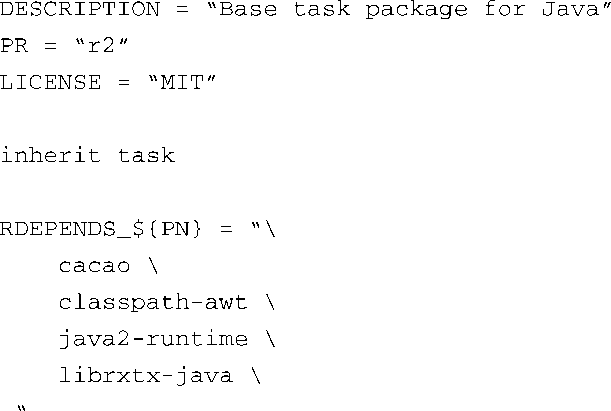 DESCRIPTION = “Base task package for Java”
PR = “r2”
LICENSE = “MIT”

inherit task

RDEPENDS_${PN} = “\
    cacao \
    classpath-awt \
    java2-runtime \
    librxtx-java \
 “